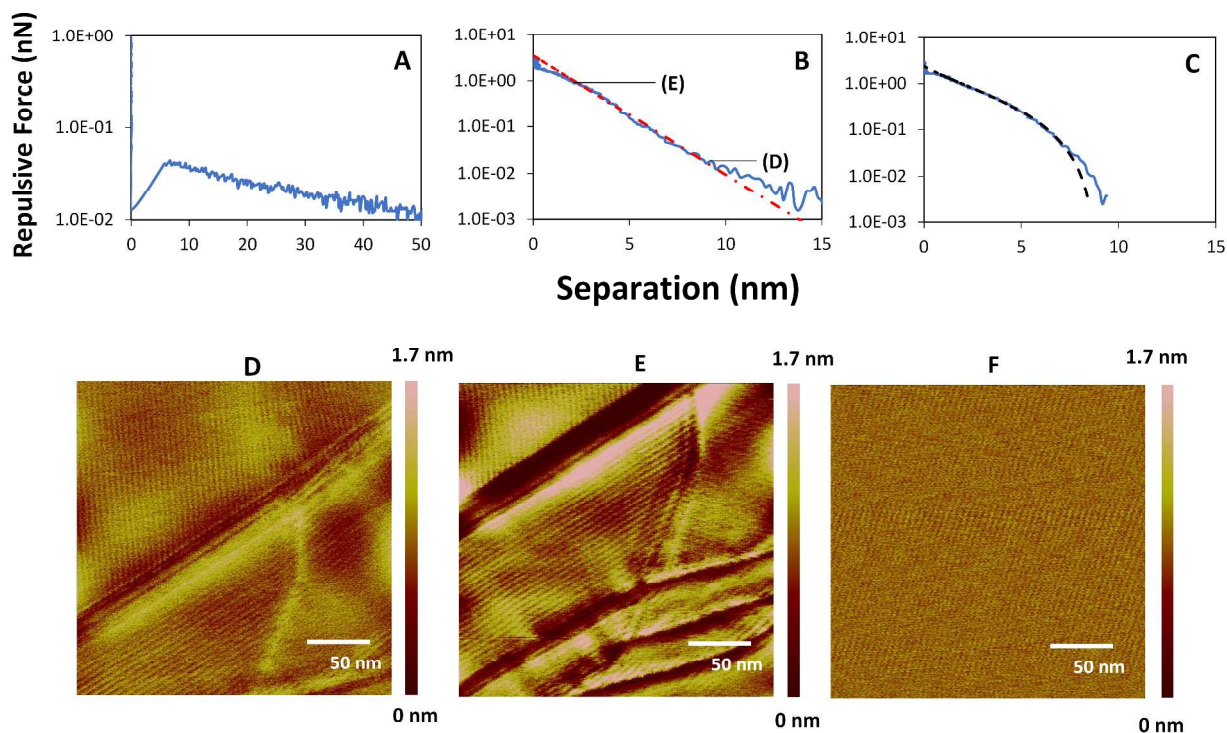 Repulsive Force (nN)
A
1.0E+00
1.0E-01
1.0E-02
0 10 20 30 40 50
B
1.0E+01
1.0E+00
1.0E-01
1.0E-02
1.0E-03
(E)
(D)
0 5 10 15
C
1.0E+01
1.0E+00
1.0E-01
1.0E-02
1.0E-03
0 5 10 15
Separation (nm)
D
1.7 nm
50 nm
0 nm
E
1.7 nm
50 nm
0 nm
F
1.7 nm
50 nm
0 nm